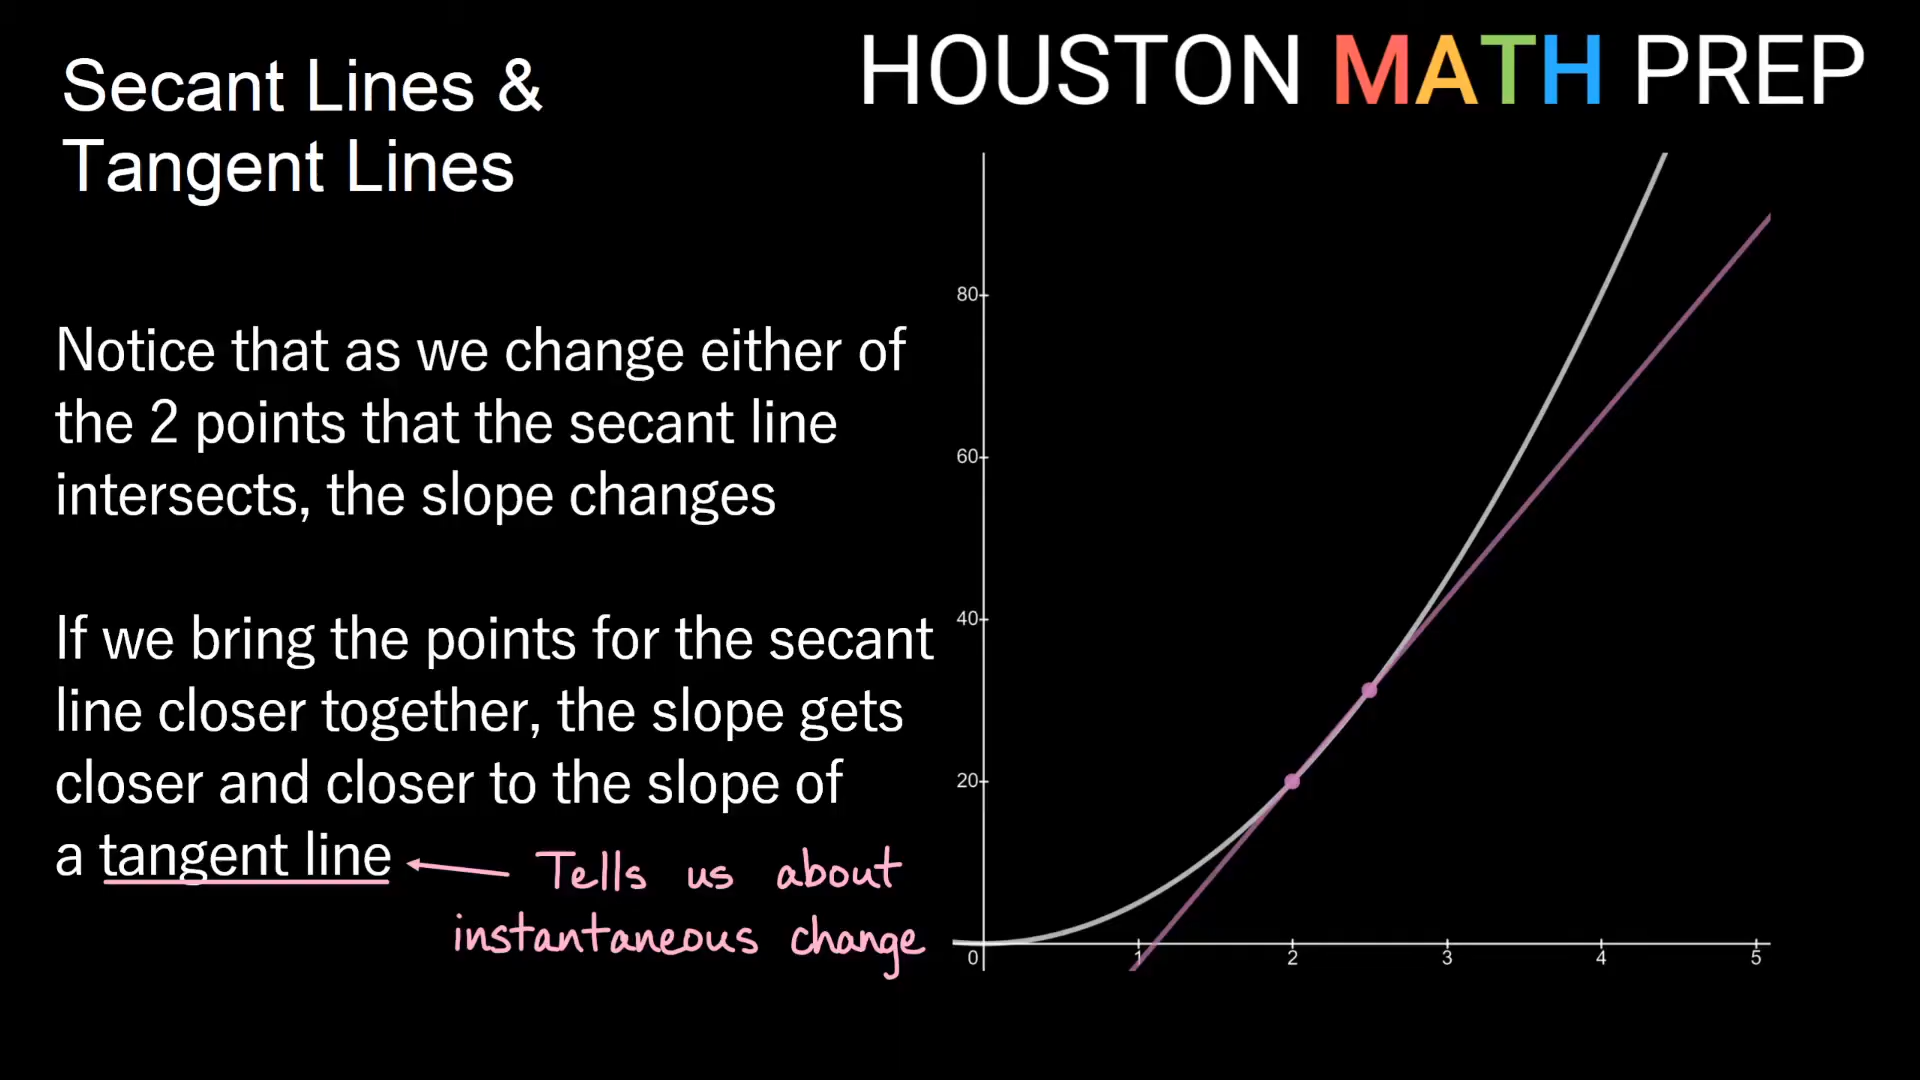 Secant Lines &
Tangent Lines
HOUSTON MATH PREP
Notice that as we change either of
the 2 points that the secant line
intersects, the slope changes
If we bring the points for the secant
line closer together, the slope gets
closer and closer to the slope of
a tangent line
Tells us about
instantaneous change
80
60
40
20
0 1 2 3 4 5